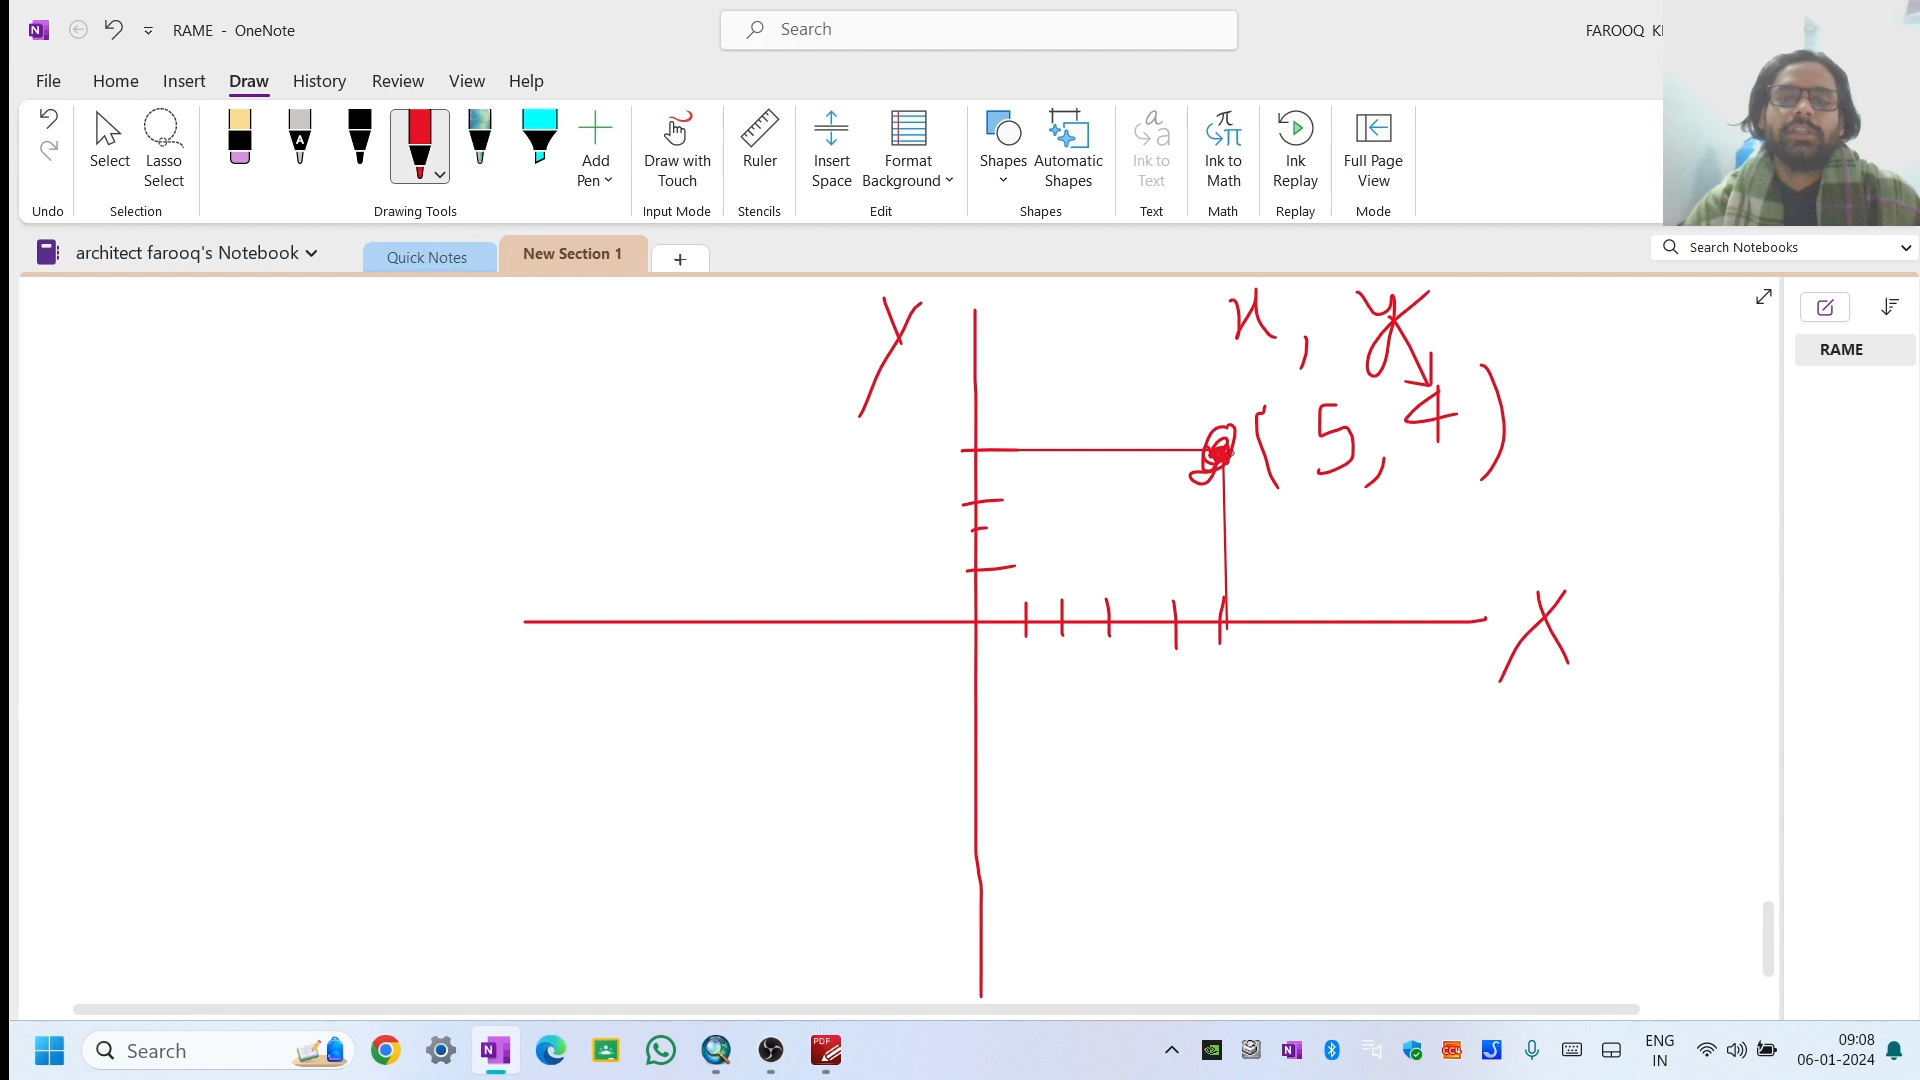 RAME - OneNote
Search
FAROOQ
File Home Insert Draw History Review View Help
Undo
Select
Lasso Select
Selection
A
Drawing Tools
Add Pen
Draw with Touch
Input Mode
Ruler
Stencils
Insert Space
Format Background
Edit
Shapes
Automatic Shapes
Shapes
a a
Ink to Text
Text
π π
Ink to Math
Math
Ink Replay
Replay
Full Page View
Mode
architect farooq's Notebook
Quick Notes
New Section 1
+
Search Notebooks
RAME
Y
x , y
( 5, 4 )
X
Search
PDF
ENG
IN
09:08
06-01-2024